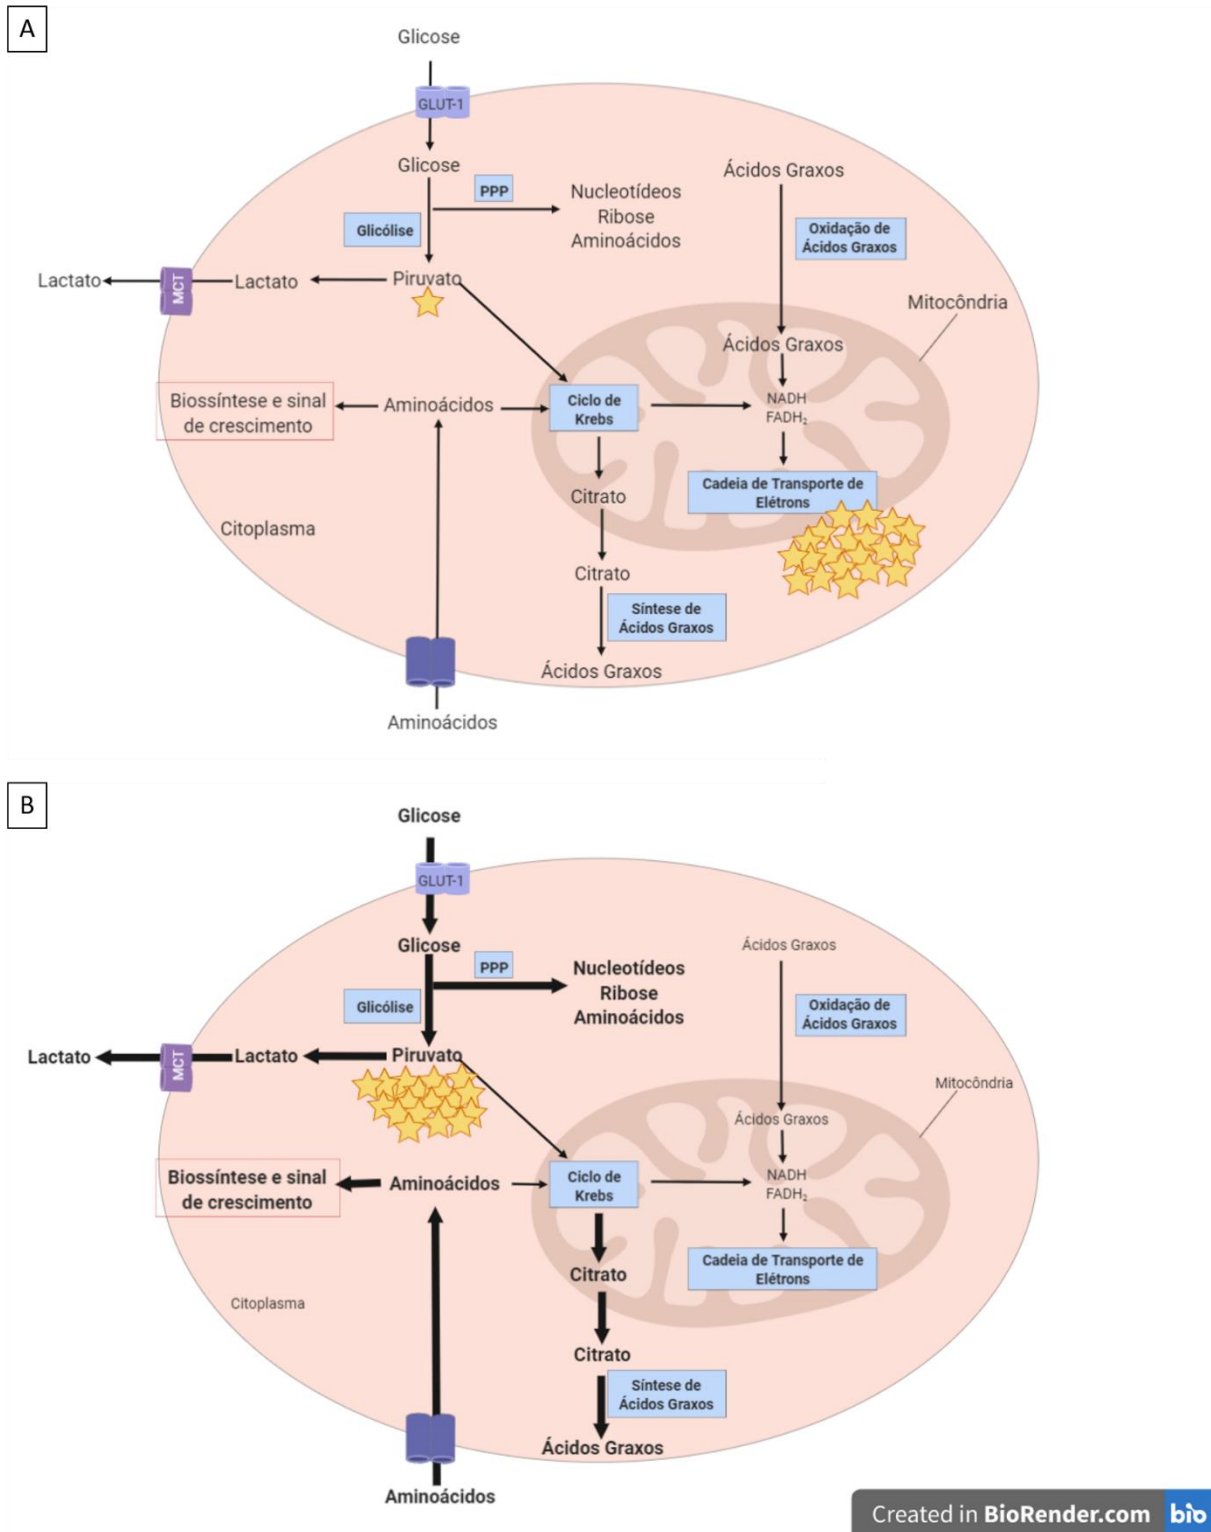 A
Glicose
GLUT-1
Glicose
PPP
Nucleotídeos
Ribose
Aminoácidos
Ácidos Graxos
Oxidação de
Ácidos Graxos
Glicólise
Lactato
MCT
Lactato
Piruvato
Mitocôndria
Ácidos Graxos
Biossíntese e sinal
de crescimento
Aminoácidos
Ciclo de
Krebs
NADH
FADH₂
Cadeia de Transporte de
Elétrons
Citrato
Citoplasma
Citrato
Síntese de
Ácidos Graxos
Ácidos Graxos
Aminoácidos
B
Glicose
GLUT-1
Glicose
PPP
Nucleotídeos
Ribose
Aminoácidos
Ácidos Graxos
Oxidação de
Ácidos Graxos
Glicólise
Lactato
MCT
Lactato
Piruvato
Mitocôndria
Ácidos Graxos
Biossíntese e sinal
de crescimento
Aminoácidos
Ciclo de
Krebs
NADH
FADH₂
Cadeia de Transporte de
Elétrons
Citrato
Citoplasma
Citrato
Síntese de
Ácidos Graxos
Ácidos Graxos
Aminoácidos
Created in BioRender.com bio